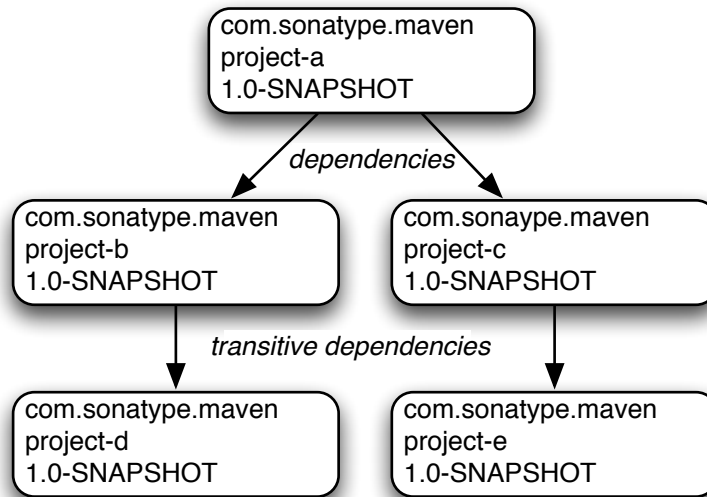 com.sonatype.maven
project-a
1.0-SNAPSHOT
dependencies
com.sonatype.maven
project-b
1.0-SNAPSHOT
com.sonaype.maven
project-c
1.0-SNAPSHOT
transitive dependencies
com.sonatype.maven
project-d
1.0-SNAPSHOT
com.sonatype.maven
project-e
1.0-SNAPSHOT